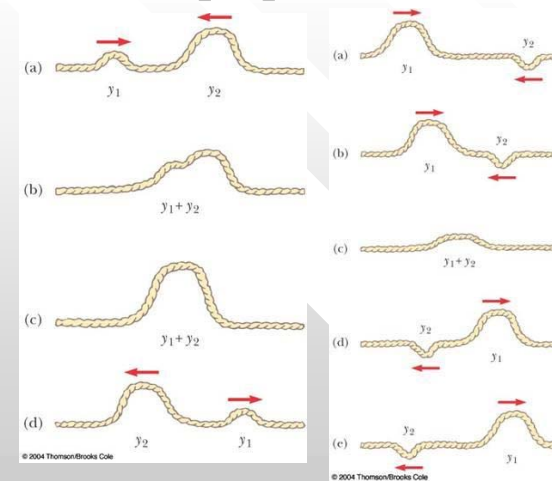 (a)
y1 y2
(b)
y1 + y2
(c)
y1 + y2
(d)
y2 y1
© 2004 Thomson/Brooks Cole
(a)
y1
y2
(b)
y2
y1
(c)
y1 + y2
(d)
y2
y1
(e)
y2
y1
© 2004 Thomson/Brooks Cole